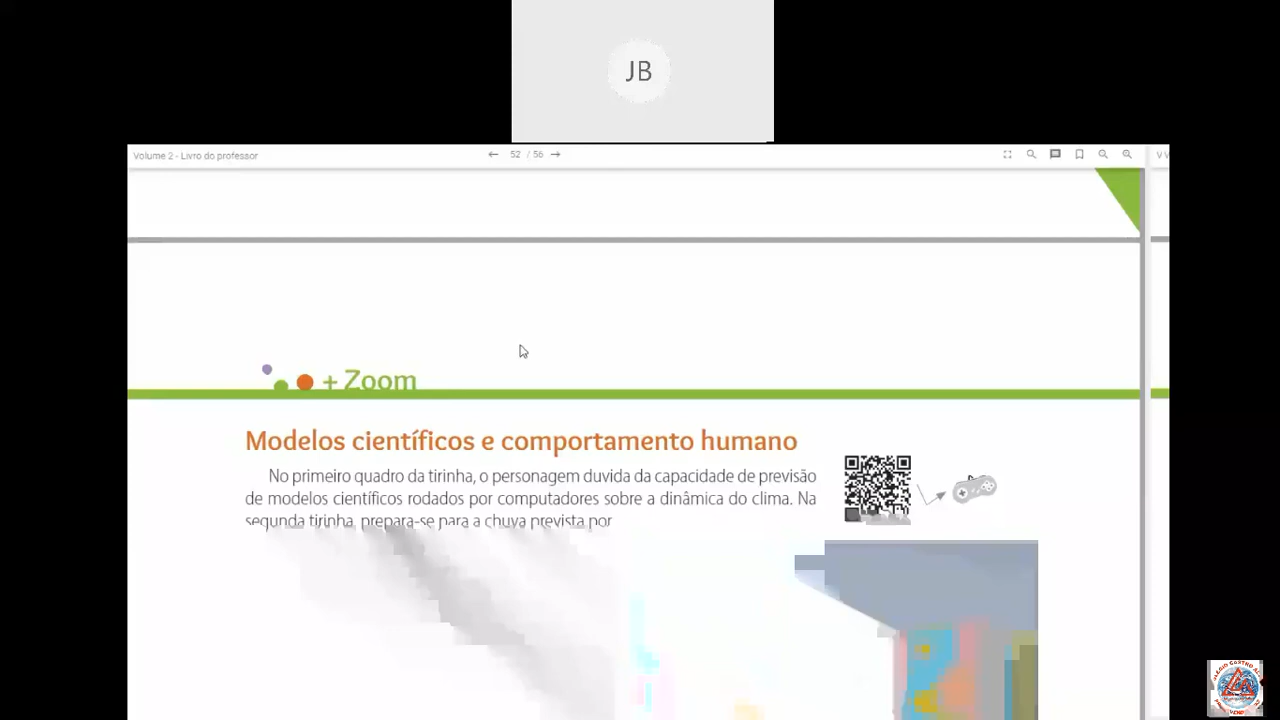 JB
Volume 2 - Livro do professor
52 / 56
+ Zoom
Modelos científicos e comportamento humano
No primeiro quadro da tirinha, o personagem duvida da capacidade de previsão
de modelos científicos rodados por computadores sobre a dinâmica do clima. Na
segunda tirinha, prepara-se para a chuva prevista por